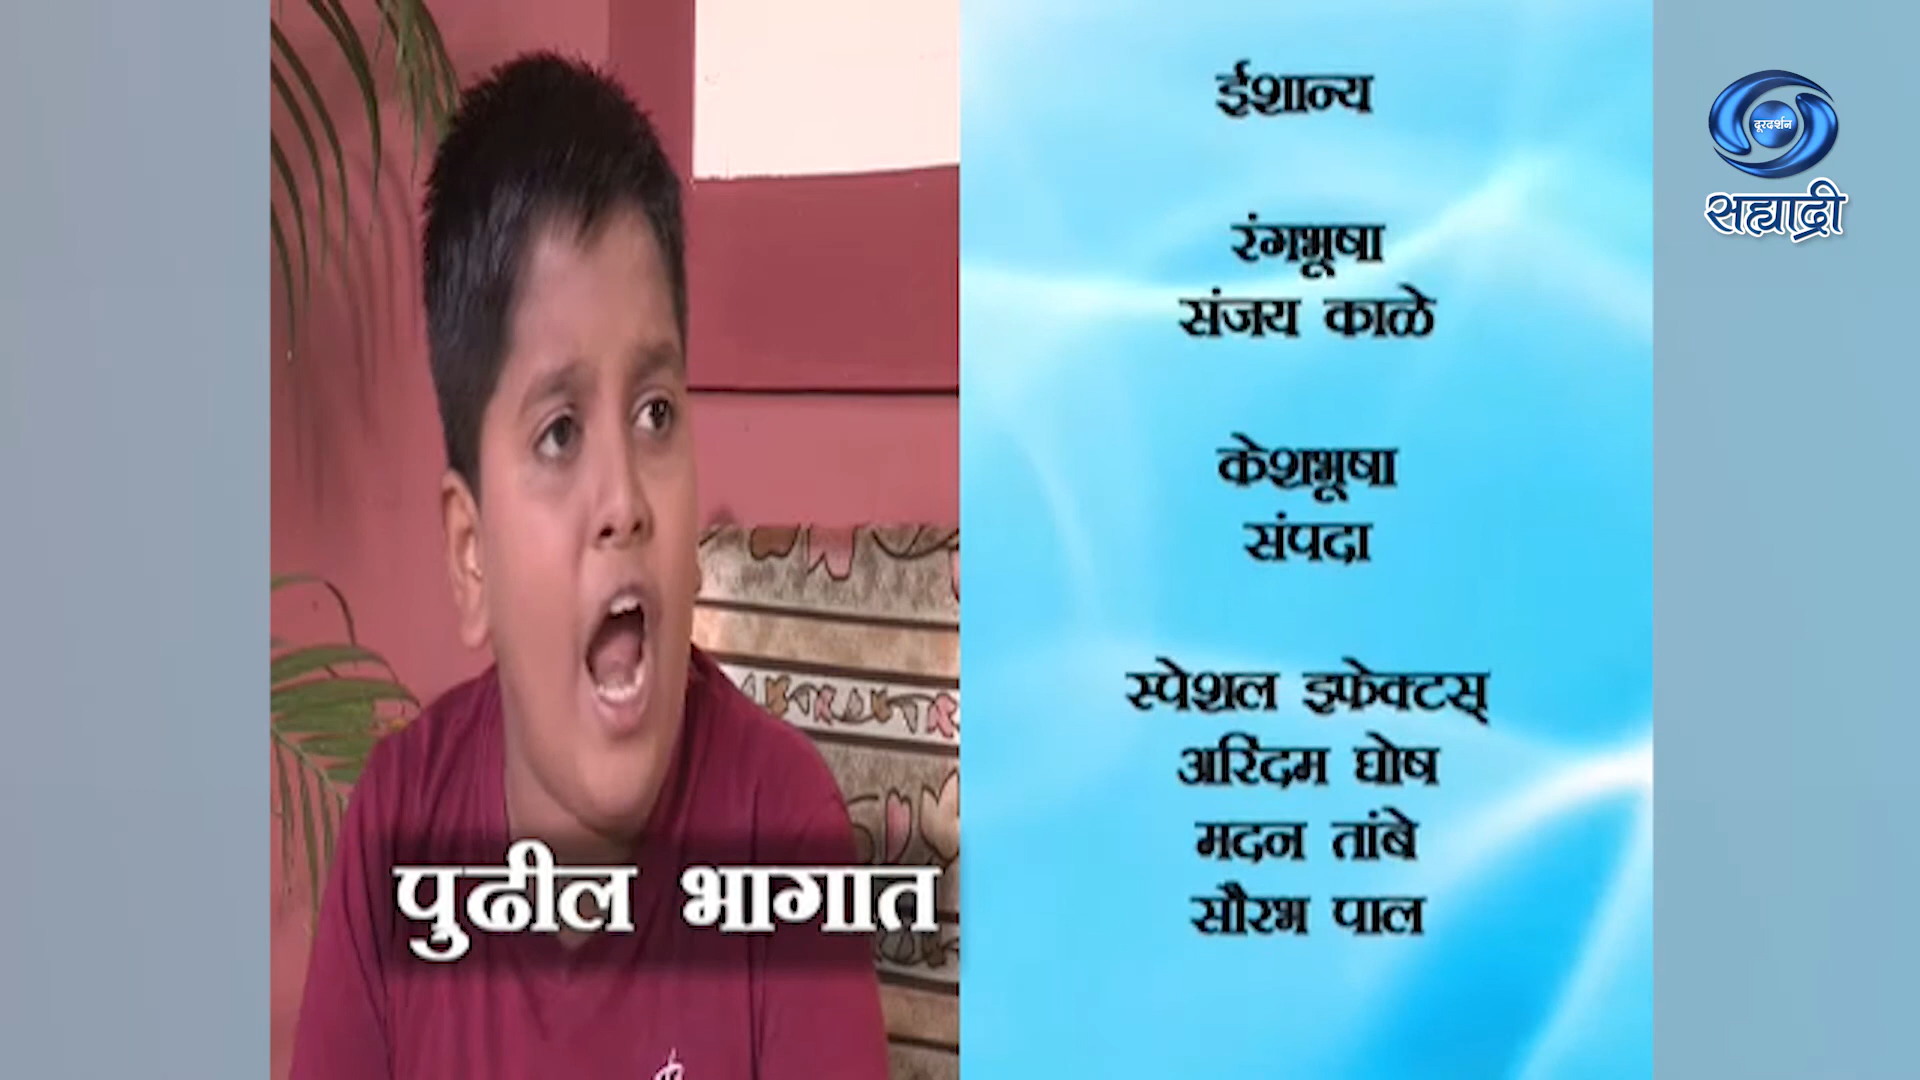 पुढील भागात
ईशान्य
रंगभूषा
संजय काळे
केशभूषा
संपदा
स्पेशल इफेक्टस्
अरिंदम घोष
मदन तांबे
सौरभ पाल
दूरदर्शन
सह्याद्री